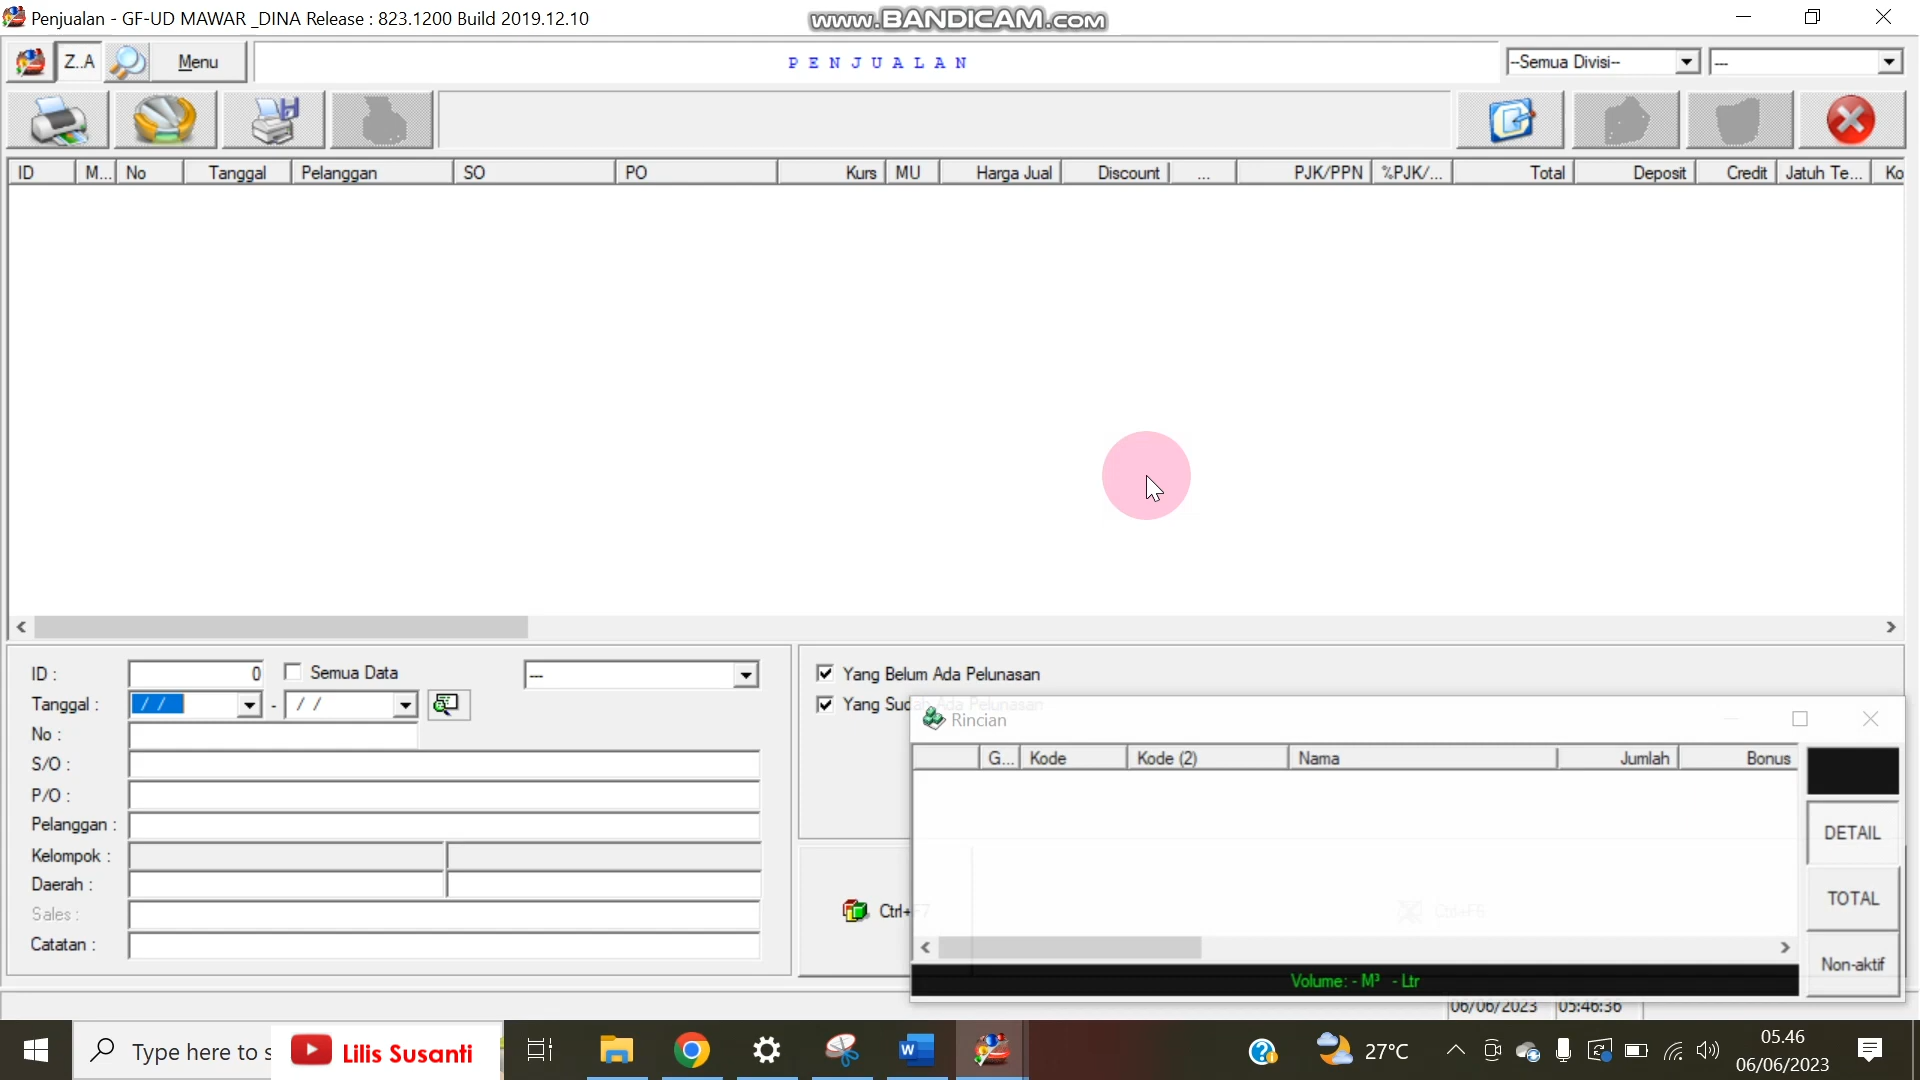 Penjualan - GF-UD MAWAR _DINA Release : 823.1200 Build 2019.12.10
www.BANDICAM.com
Z..A Menu PENJUALAN --Semua Divisi-- ---
ID M... No Tanggal Pelanggan SO PO Kurs MU Harga Jual Discount ... PJK/PPN %PJK/... Total Deposit Credit Jatuh Te... Ko
ID : 0 Semua Data ---
Tanggal : / / - / /
No :
S/O :
P/O :
Pelanggan :
Kelompok :
Daerah :
Sales :
Catatan :
Yang Belum Ada Pelunasan
Yang Sudah Ada Pelunasan
Ctrl+F7
Rincian
G... Kode Kode (2) Nama Jumlah Bonus
DETAIL
TOTAL
Non-aktif
Volume: - M³ - Ltr
06/06/2023 05:46:36
Type here to s
Lilis Susanti
27°C
05.46
06/06/2023